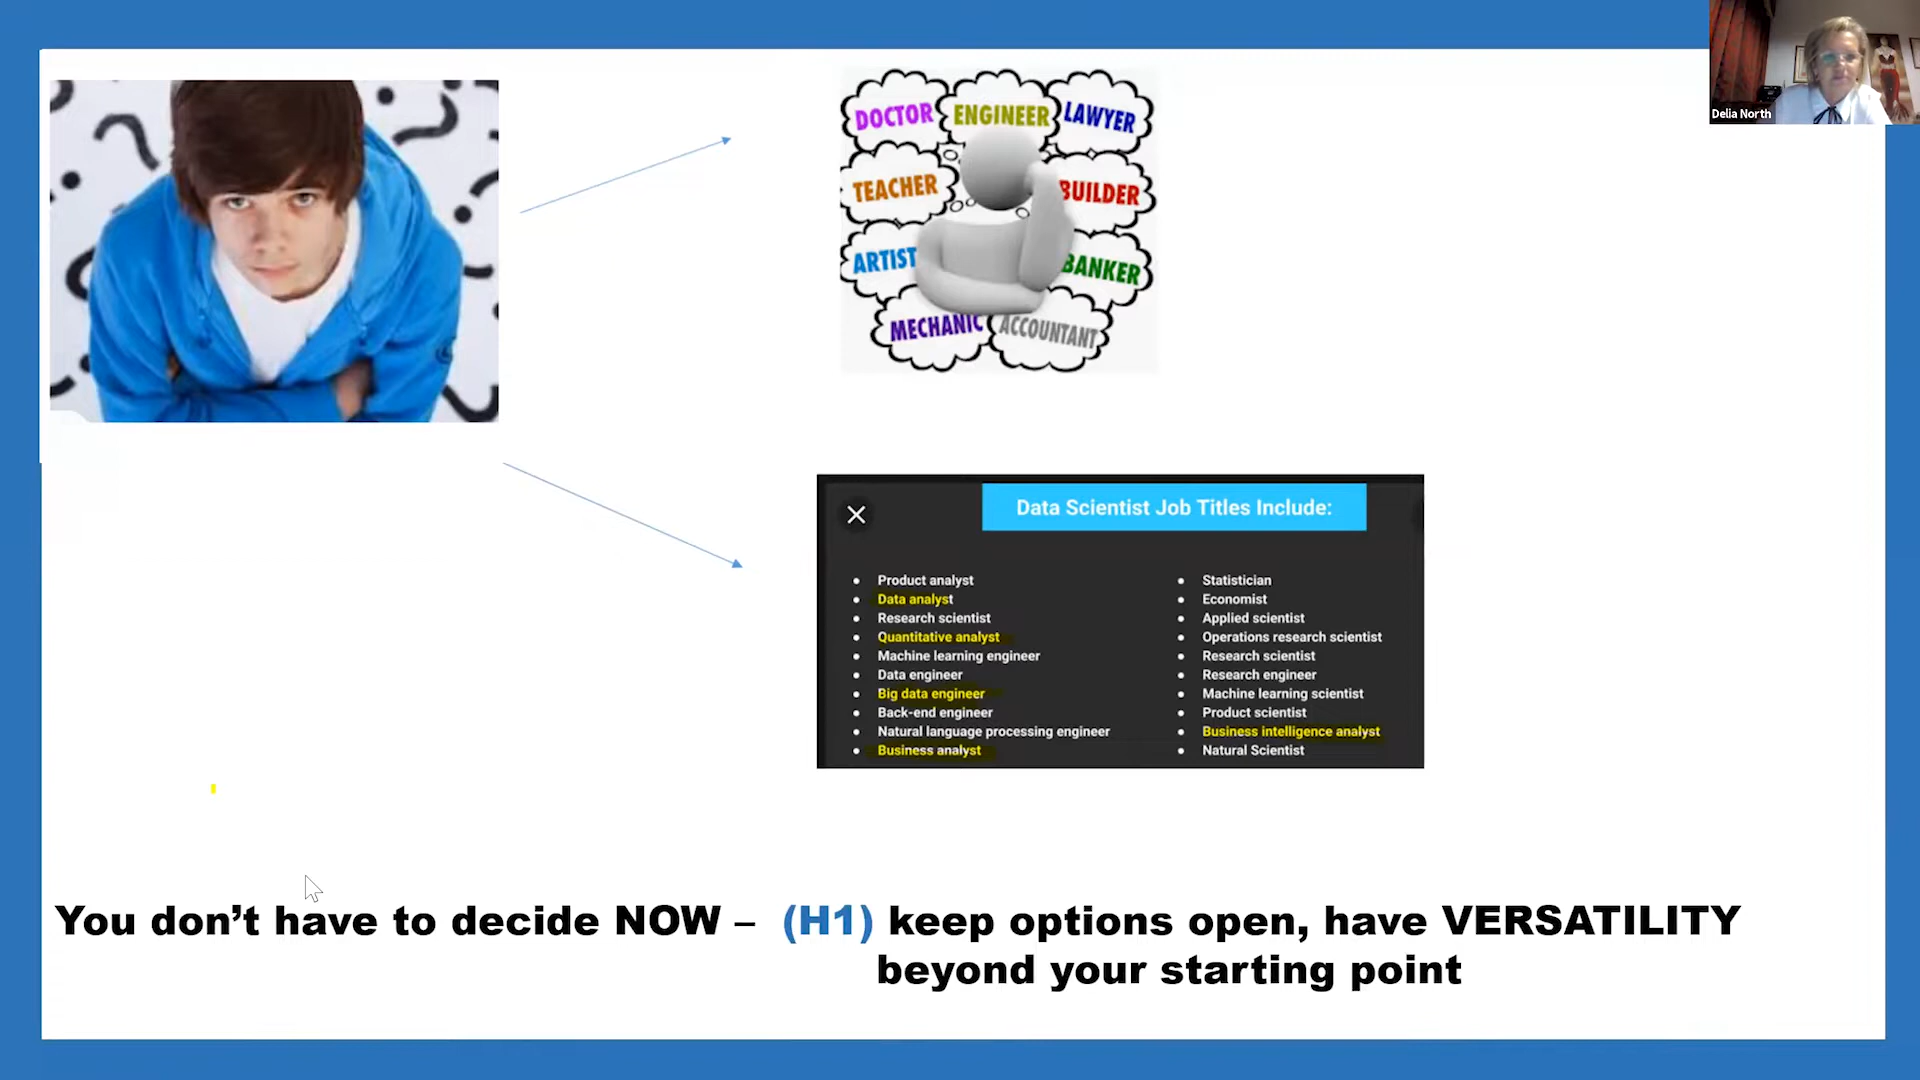 Delia North
DOCTOR
ENGINEER
LAWYER
TEACHER
BUILDER
ARTIST
BANKER
MECHANIC
ACCOUNTANT
Data Scientist Job Titles Include:
Product analyst
Data analyst
Research scientist
Quantitative analyst
Machine learning engineer
Data engineer
Big data engineer
Back-end engineer
Natural language processing engineer
Business analyst
Statistician
Economist
Applied scientist
Operations research scientist
Research scientist
Research engineer
Machine learning scientist
Product scientist
Business intelligence analyst
Natural Scientist
You don’t have to decide NOW – (H1) keep options open, have VERSATILITY
beyond your starting point